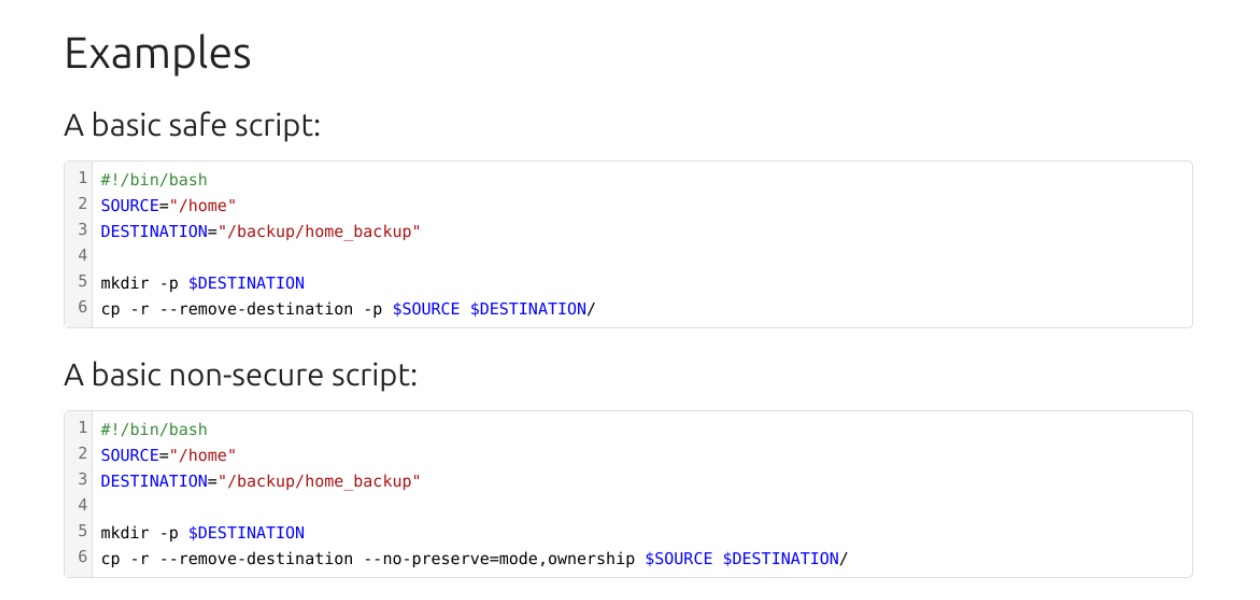 Examples
A basic safe script:
1 #!/bin/bash
2 SOURCE="/home"
3 DESTINATION="/backup/home_backup"
4
5 mkdir -p $DESTINATION
6 cp -r --remove-destination -p $SOURCE $DESTINATION/
A basic non-secure script:
1 #!/bin/bash
2 SOURCE="/home"
3 DESTINATION="/backup/home_backup"
4
5 mkdir -p $DESTINATION
6 cp -r --remove-destination --no-preserve=mode,ownership $SOURCE $DESTINATION/